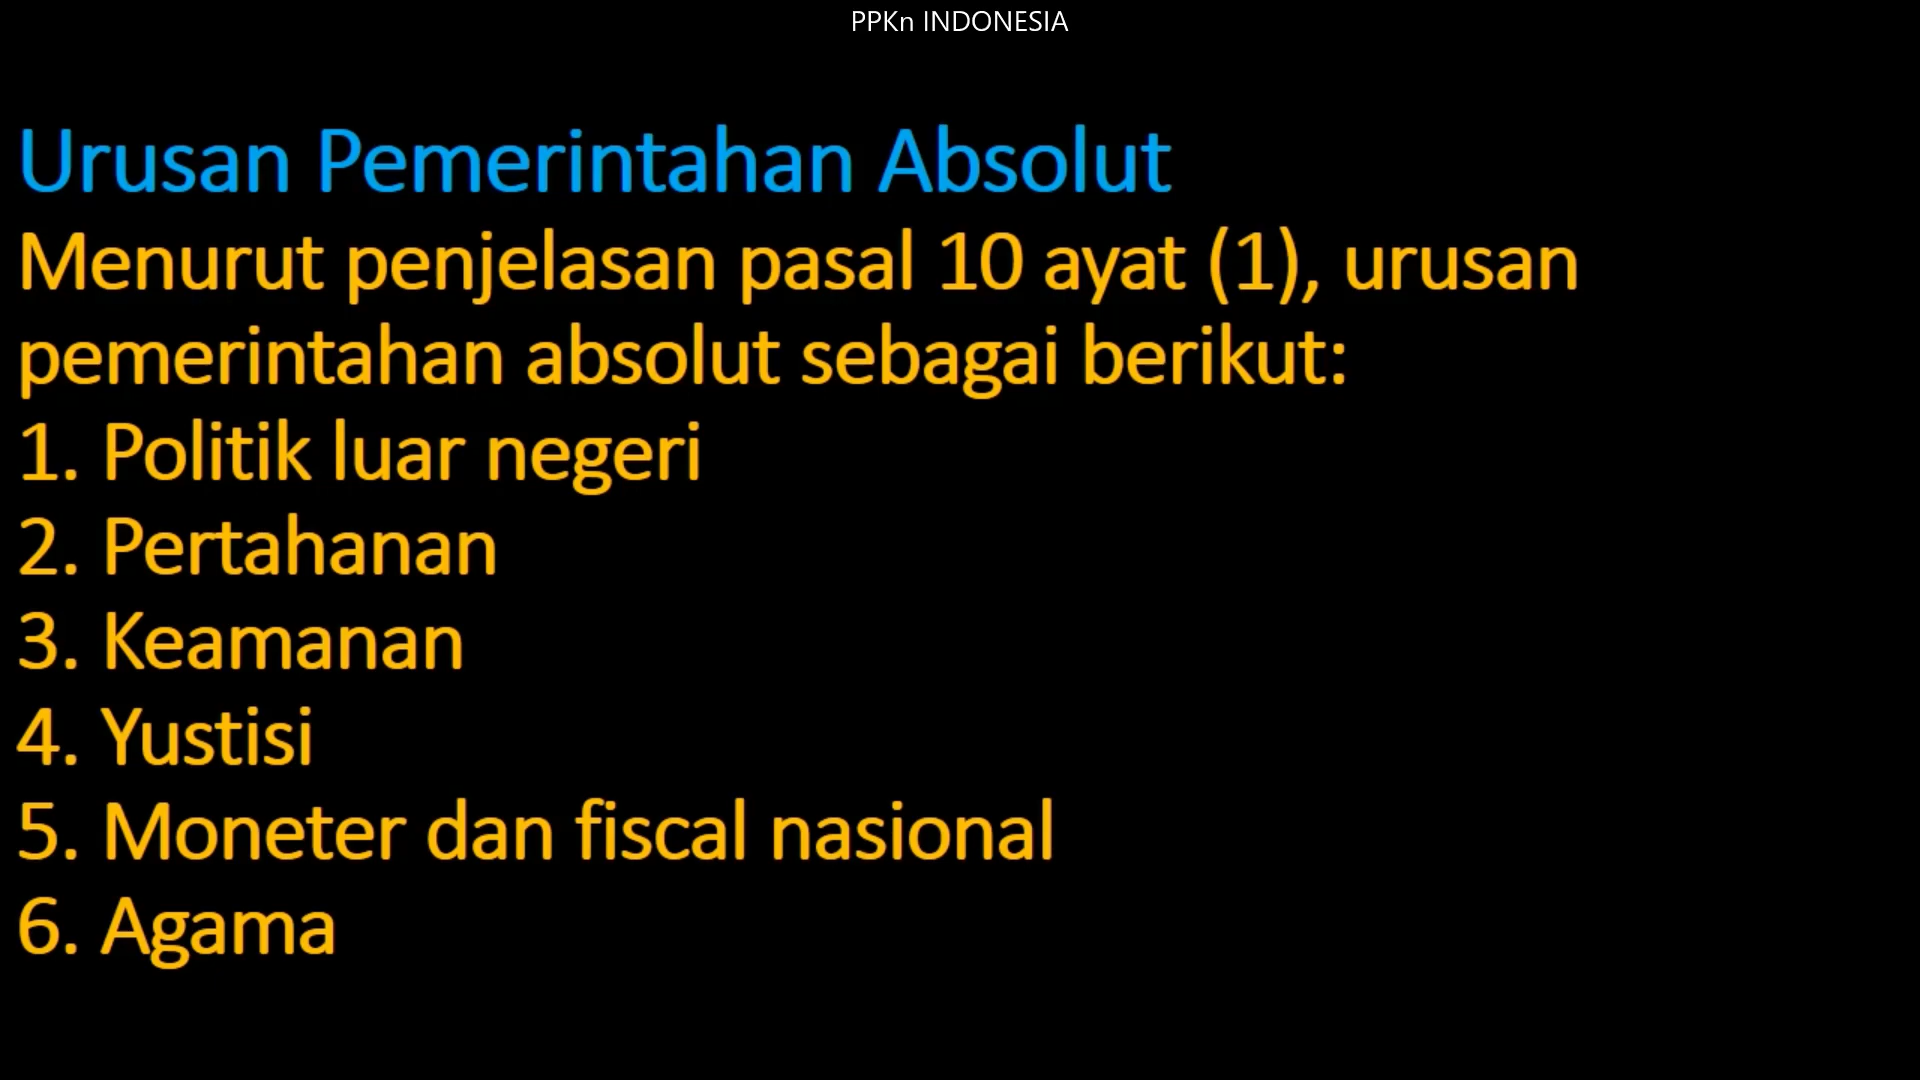 PPKn INDONESIA
Urusan Pemerintahan Absolut
Menurut penjelasan pasal 10 ayat (1), urusan
pemerintahan absolut sebagai berikut:
1. Politik luar negeri
2. Pertahanan
3. Keamanan
4. Yustisi
5. Moneter dan fiscal nasional
6. Agama